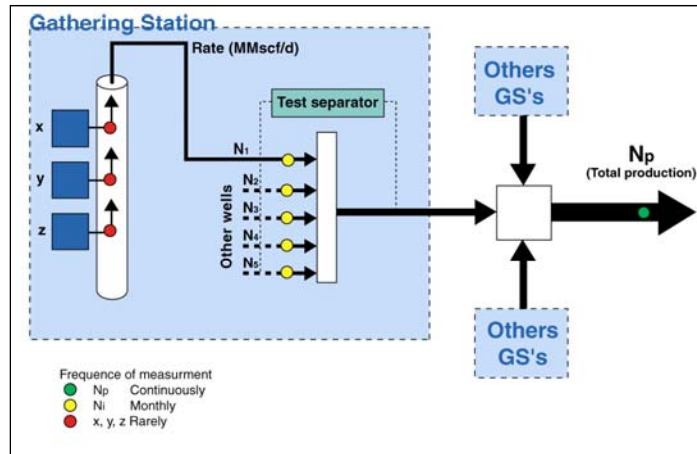 Gathering Station
Rate (MMscf/d)
Test separator
x
y
z
N1
N2
N3
N4
N5
Other wells
Others
GS's
Np
(Total production)
Others
GS's
Frequence of measurment
Np Continuously
Ni Monthly
x, y, z Rarely